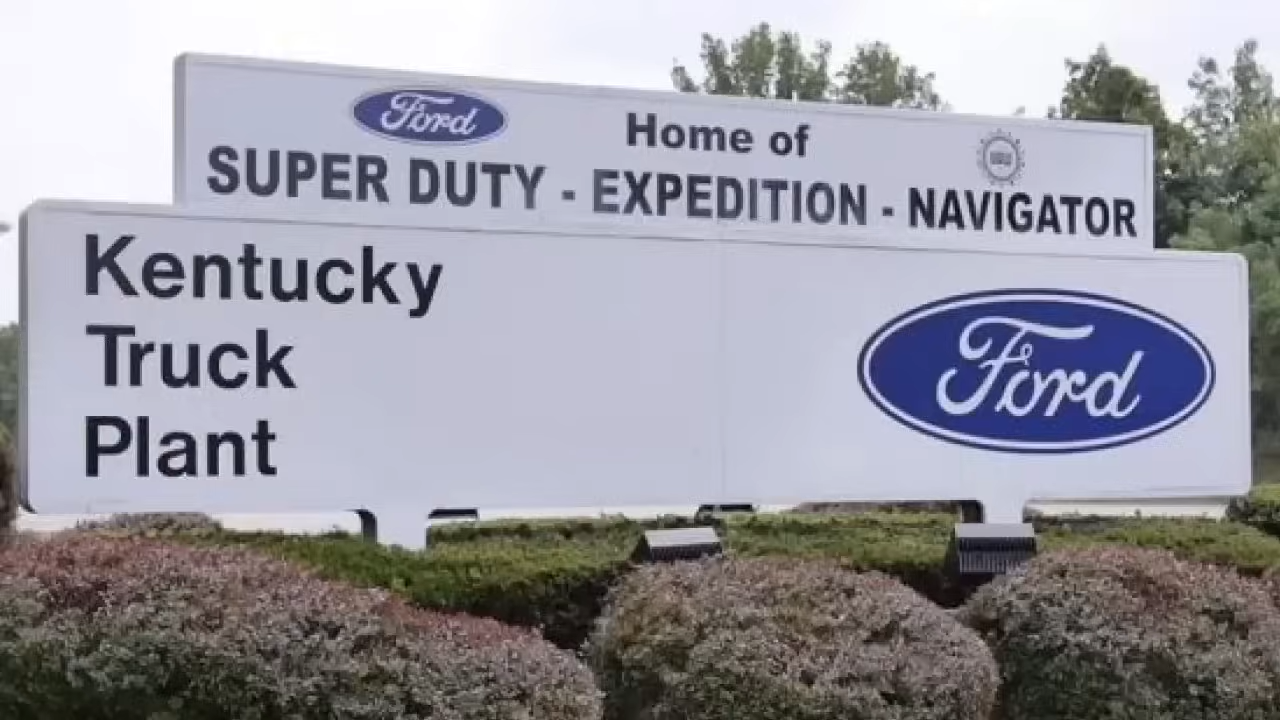 Ford
Home of
SUPER DUTY - EXPEDITION - NAVIGATOR
Kentucky
Truck
Plant
Ford